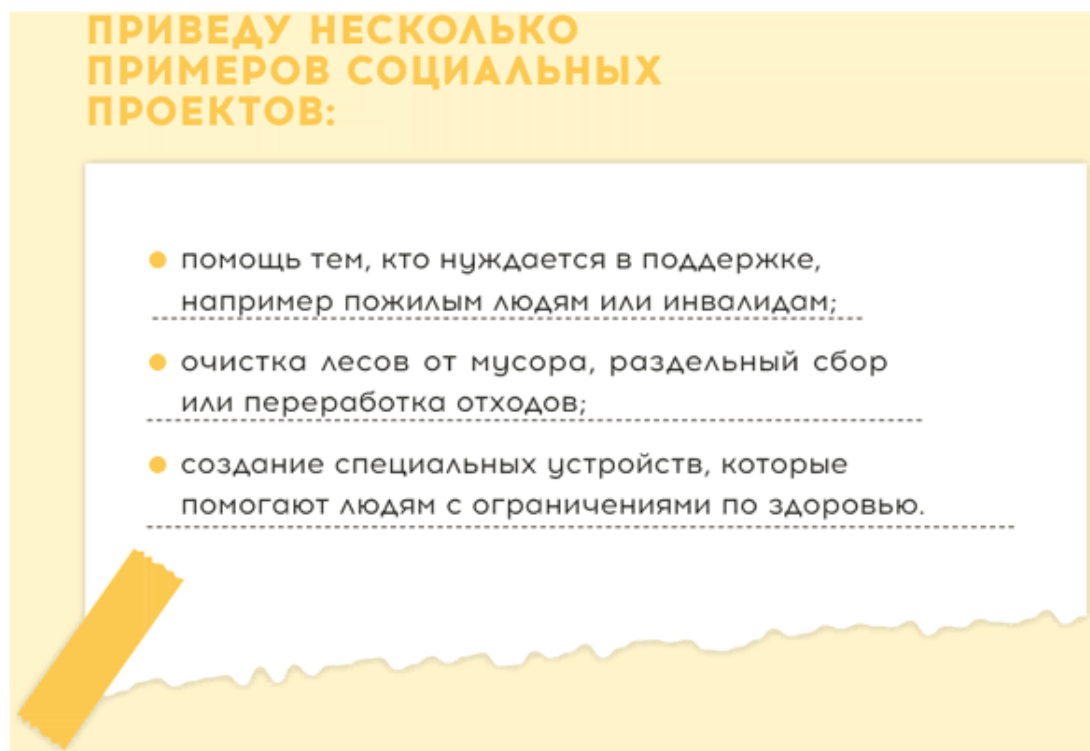 ПРИВЕДУ НЕСКОЛЬКО
ПРИМЕРОВ СОЦИАЛЬНЫХ
ПРОЕКТОВ:
помощь тем, кто нуждается в поддержке,
например пожилым людям или инвалидам;
очистка лесов от мусора, раздельный сбор
или переработка отходов;
создание специальных устройств, которые
помогают людям с ограничениями по здоровью.